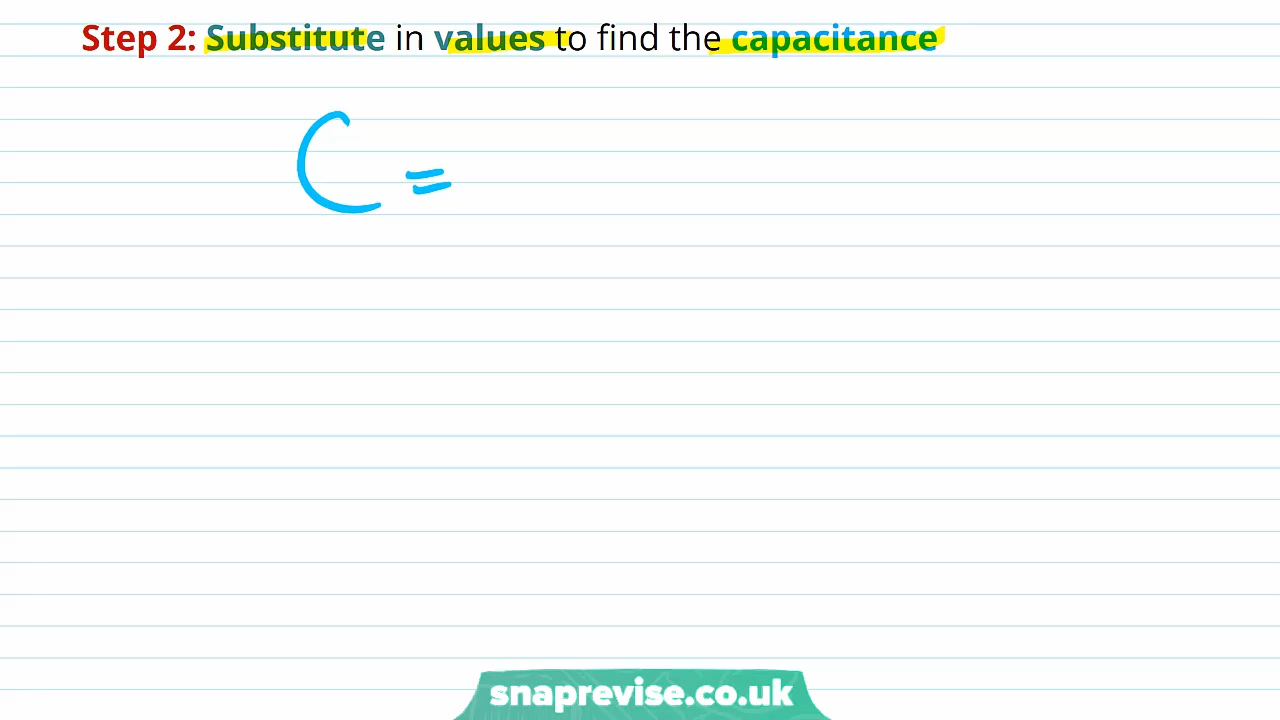 Step 2: Substitute in values to find the capacitance
C =
snaprevise.co.uk